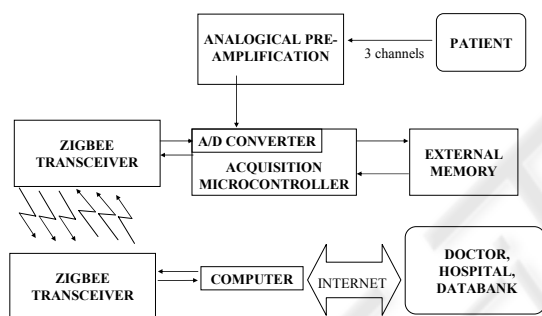 ANALOGICAL PRE-
AMPLIFICATION
3 channels
PATIENT
ZIGBEE
TRANSCEIVER
A/D CONVERTER
ACQUISITION
MICROCONTROLLER
EXTERNAL
MEMORY
ZIGBEE
TRANSCEIVER
COMPUTER
INTERNET
DOCTOR,
HOSPITAL,
DATABANK